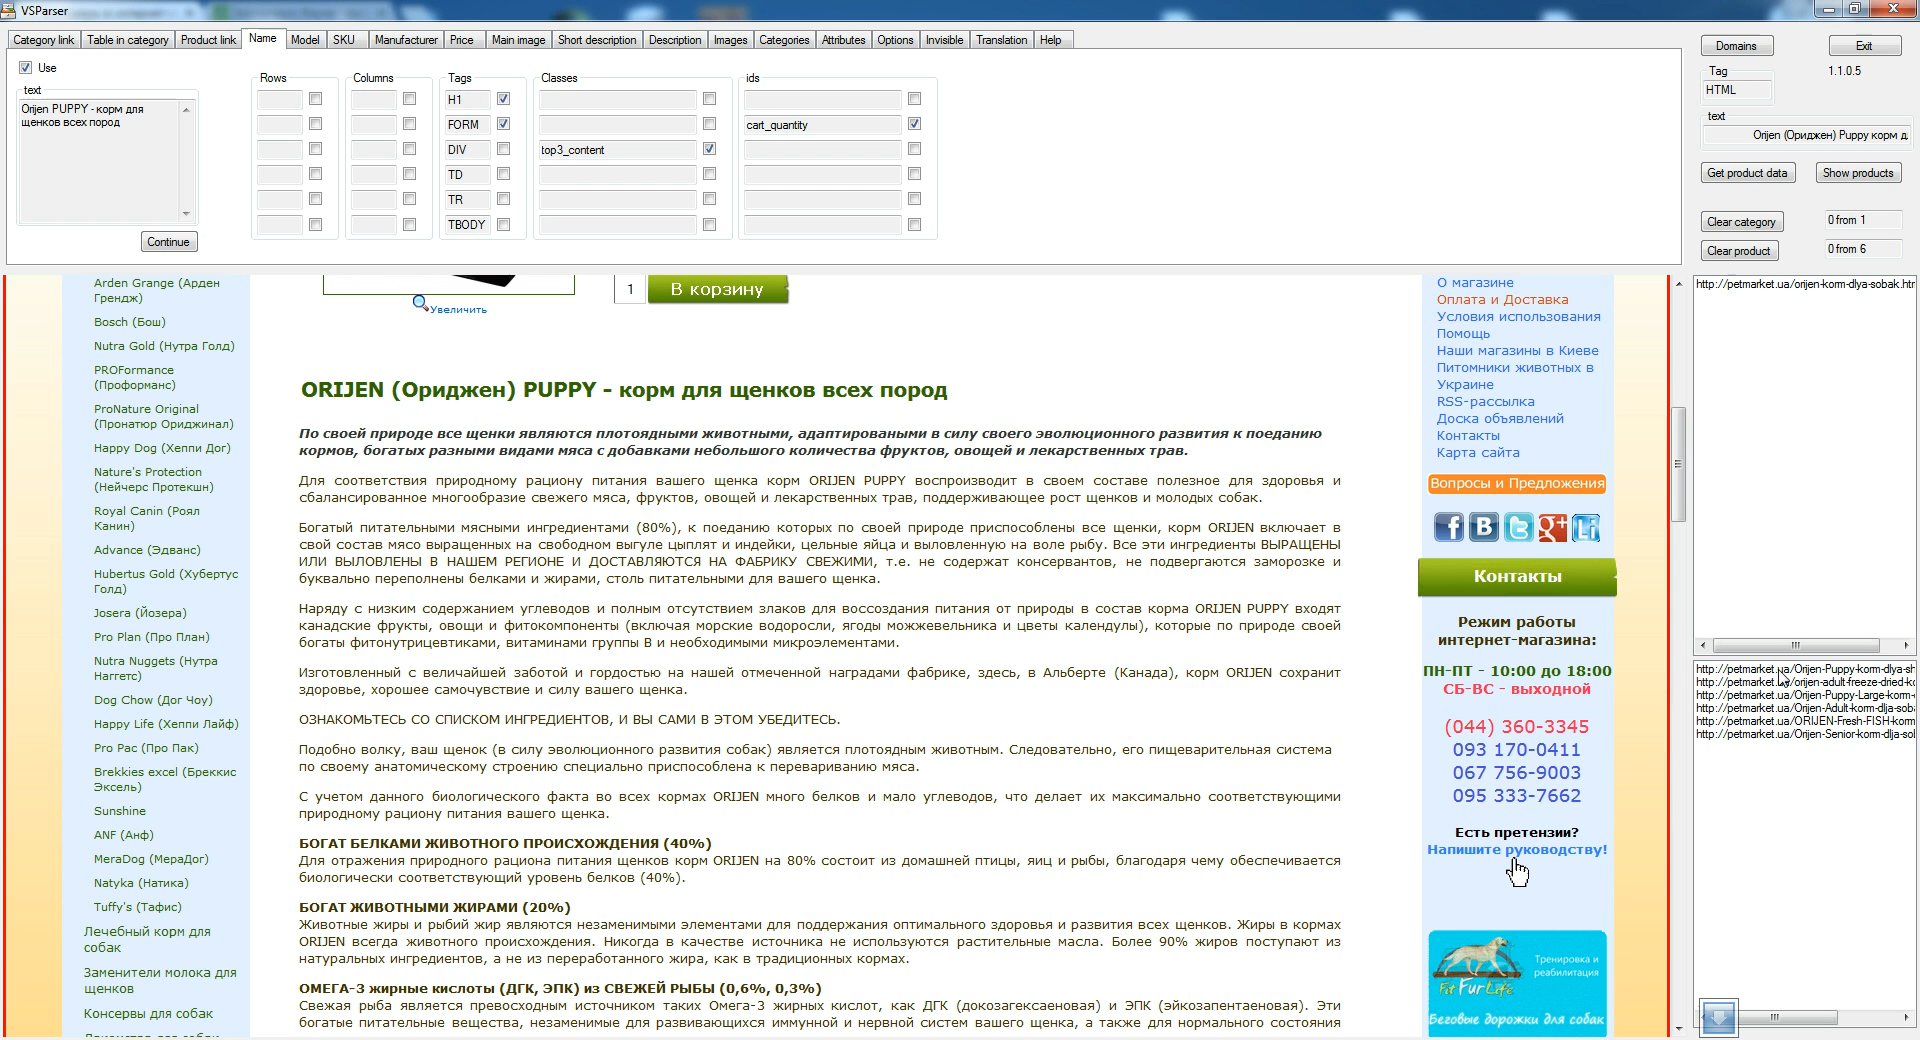 VSParser
Category link
Table in category
Product link
Name
Model
SKU
Manufacturer
Price
Main image
Short description
Description
Images
Categories
Attributes
Options
Invisible
Translation
Help
Use
text
Orijen PUPPY - корм для
щенков всех пород
Continue
Rows
Columns
Tags
H1
FORM
DIV
TD
TR
TBODY
Classes
top3_content
ids
cart_quantity
Domains
Exit
Tag
HTML
1.1.0.5
text
Orijen (Ориджен) Puppy корм д
Get product data
Show products
Clear category
0 from 1
Clear product
0 from 6
http://petmarket.ua/orijen-korm-dlya-sobak.htm
http://petmarket.ua/Orijen-Puppy-korm-dlya-sh
http://petmarket.ua/orijen-adult-freeze-dried-ko
http://petmarket.ua/Orijen-Puppy-Large-korm-
http://petmarket.ua/Orijen-Adult-korm-dlja-soba
http://petmarket.ua/ORIJEN-Fresh-FISH-korm
http://petmarket.ua/Orijen-Senior-korm-dlja-sol
Arden Grange (Арден
Грендж)
Bosch (Бош)
Nutra Gold (Нутра Голд)
PROFormance
(Проформанс)
ProNature Original
(Пронатюр Ориджинал)
Happy Dog (Хеппи Дог)
Nature's Protection
(Нейчерс Протекшн)
Royal Canin (Роял
Канин)
Advance (Эдванс)
Hubertus Gold (Хубертус
Голд)
Josera (Йозера)
Pro Plan (Про План)
Nutra Nuggets (Нутра
Наггетс)
Dog Chow (Дог Чоу)
Happy Life (Хеппи Лайф)
Pro Pac (Про Пак)
Brekkies excel (Бреккис
Эксель)
Sunshine
ANF (Анф)
MeraDog (МераДог)
Natyka (Натика)
Tuffy's (Тафис)
Лечебный корм для
собак
Заменители молока для
щенков
Консервы для собак
Увеличить
1
В корзину
ORIJEN (Ориджен) PUPPY - корм для щенков всех пород
По своей природе все щенки являются плотоядными животными, адаптироваными в силу своего эволюционного развития к поеданию
кормов, богатых разными видами мяса с добавками небольшого количества фруктов, овощей и лекарственных трав.
Для соответствия природному рациону питания вашего щенка корм ORIJEN PUPPY воспроизводит в своем составе полезное для здоровья и
сбалансированное многообразие свежего мяса, фруктов, овощей и лекарственных трав, поддерживающее рост щенков и молодых собак.
Богатый питательными мясными ингредиентами (80%), к поеданию которых по своей природе приспособлены все щенки, корм ORIJEN включает в
свой состав мясо выращенных на свободном выгуле цыплят и индейки, цельные яйца и выловленную на воле рыбу. Все эти ингредиенты ВЫРАЩЕНЫ
ИЛИ ВЫЛОВЛЕНЫ В НАШЕМ РЕГИОНЕ И ДОСТАВЛЯЮТСЯ НА ФАБРИКУ СВЕЖИМИ, т.е. не содержат консервантов, не подвергаются заморозке и
буквально переполнены белками и жирами, столь питательными для вашего щенка.
Наряду с низким содержанием углеводов и полным отсутствием злаков для воссоздания питания от природы в состав корма ORIJEN PUPPY входят
канадские фрукты, овощи и фитокомпоненты (включая морские водоросли, ягоды можжевельника и цветы календулы), которые по природе своей
богаты фитонутрицевтиками, витаминами группы В и необходимыми микроэлементами.
Изготовленный с величайшей заботой и гордостью на нашей отмеченной наградами фабрике, здесь, в Альберте (Канада), корм ORIJEN сохранит
здоровье, хорошее самочувствие и силу вашего щенка.
ОЗНАКОМЬТЕСЬ СО СПИСКОМ ИНГРЕДИЕНТОВ, И ВЫ САМИ В ЭТОМ УБЕДИТЕСЬ.
Подобно волку, ваш щенок (в силу эволюционного развития собак) является плотоядным животным. Следовательно, его пищеварительная система
по своему анатомическому строению специально приспособлена к перевариванию мяса.
С учетом данного биологического факта во всех кормах ORIJEN много белков и мало углеводов, что делает их максимально соответствующими
природному рациону питания вашего щенка.
БОГАТ БЕЛКАМИ ЖИВОТНОГО ПРОИСХОЖДЕНИЯ (40%)
Для отражения природного рациона питания щенков корм ORIJEN на 80% состоит из домашней птицы, яиц и рыбы, благодаря чему обеспечивается
биологически соответствующий уровень белков (40%).
БОГАТ ЖИВОТНЫМИ ЖИРАМИ (20%)
Животные жиры и рыбий жир являются незаменимыми элементами для поддержания оптимального здоровья и развития всех щенков. Жиры в кормах
ORIJEN всегда животного происхождения. Никогда в качестве источника не используются растительные масла. Более 90% жиров поступают из
натуральных ингредиентов, а не из переработанного жира, как в традиционных кормах.
ОМЕГА-3 жирные кислоты (ДГК, ЭПК) из СВЕЖЕЙ РЫБЫ (0,6%, 0,3%)
Свежая рыба является превосходным источником таких Омега-3 жирных кислот, как ДГК (докозагексаеновая) и ЭПК (эйкозапентаеновая). Эти
богатые питательные вещества, незаменимые для развивающихся иммунной и нервной систем вашего щенка, а также для нормального состояния
О магазине
Оплата и Доставка
Условия использования
Помощь
Наши магазины в Киеве
Питомники животных в
Украине
RSS-рассылка
Доска объявлений
Контакты
Карта сайта
Вопросы и Предложения
Контакты
Режим работы
интернет-магазина:
ПН-ПТ - 10:00 до 18:00
СБ-ВС - выходной
(044) 360-3345
093 170-0411
067 756-9003
095 333-7662
Есть претензии?
Напишите руководству!
Тренировка и
реабилитация
FitFurLife
Беговые дорожки для собак